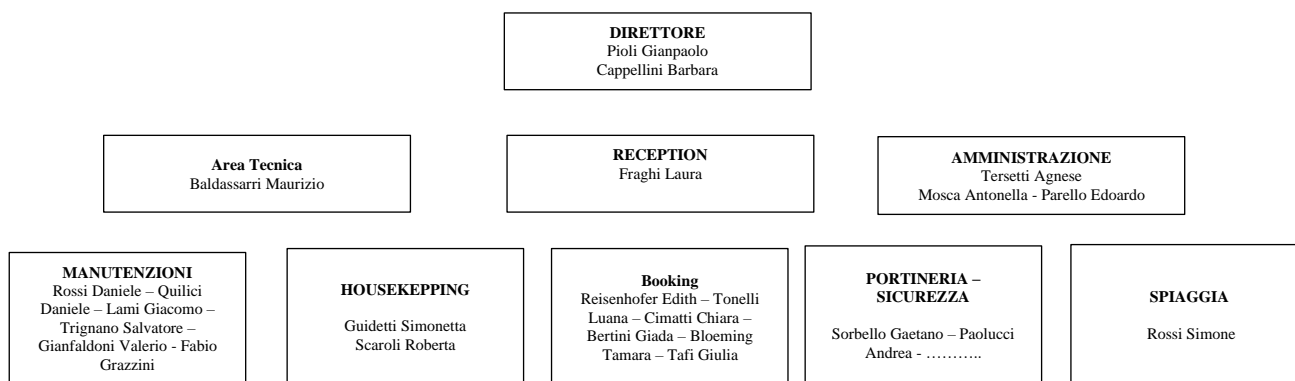 DIRETTORE
Pioli Gianpaolo
Cappellini Barbara
Area Tecnica
Baldassarri Maurizio
RECEPTION
Fraghi Laura
AMMINISTRAZIONE
Tersetti Agnese
Mosca Antonella - Parello Edoardo
MANUTENZIONI
Rossi Daniele – Quilici
Daniele – Lami Giacomo –
Trignano Salvatore –
Gianfaldoni Valerio - Fabio
Grazzini
HOUSEKEPPING
Guidetti Simonetta
Scaroli Roberta
Booking
Reisenhofer Edith – Tonelli
Luana – Cimatti Chiara –
Bertini Giada – Bloeming
Tamara – Tafi Giulia
PORTINERIA –
SICUREZZA
Sorbello Gaetano – Paolucci
Andrea - ………..
SPIAGGIA
Rossi Simone